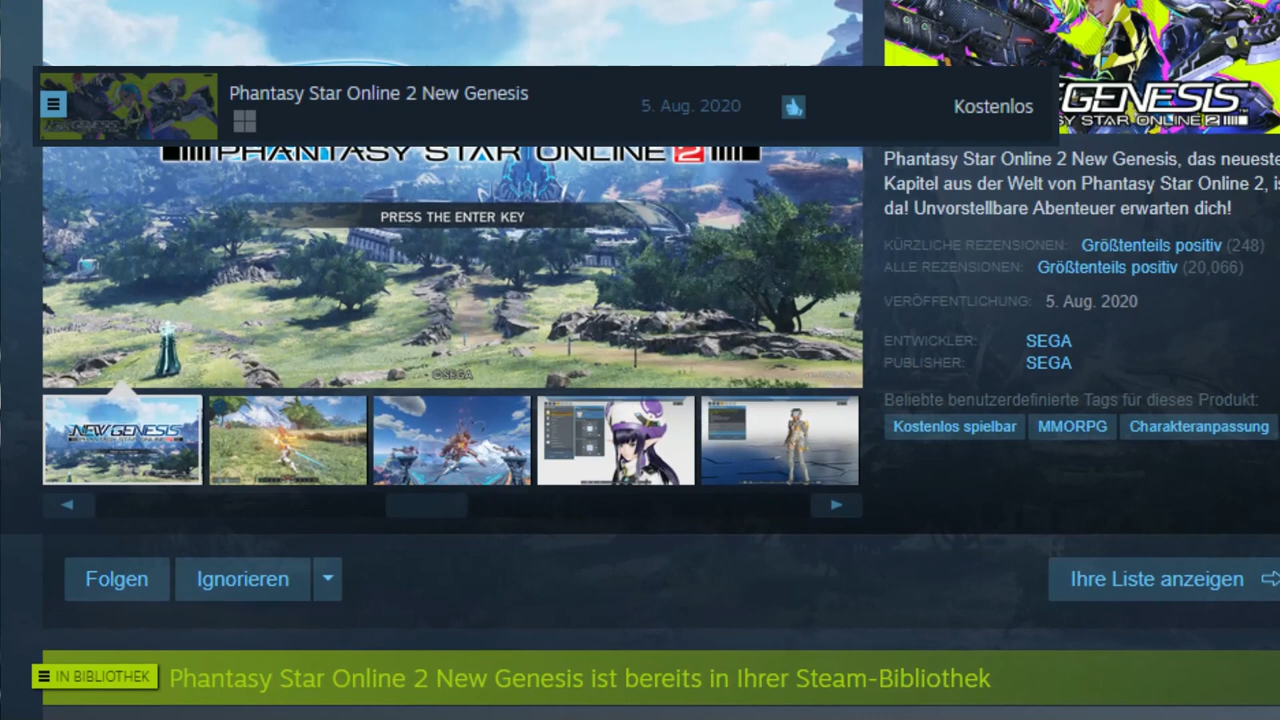 GENESIS
PHANTASY STAR ONLINE 2
Phantasy Star Online 2 New Genesis
5. Aug. 2020
Kostenlos
PHANTASY STAR ONLINE 2
PRESS THE ENTER KEY
©SEGA
NEW GENESIS
Phantasy Star Online 2 New Genesis, das neueste
Kapitel aus der Welt von Phantasy Star Online 2, i
da! Unvorstellbare Abenteuer erwarten dich!
KÜRZLICHE REZENSIONEN: Größtenteils positiv (248)
ALLE REZENSIONEN: Größtenteils positiv (20,066)
VERÖFFENTLICHUNG: 5. Aug. 2020
ENTWICKLER: SEGA
PUBLISHER: SEGA
Beliebte benutzerdefinierte Tags für dieses Produkt:
Kostenlos spielbar MMORPG Charakteranpassung
Folgen Ignorieren Ihre Liste anzeigen
IN BIBLIOTHEK Phantasy Star Online 2 New Genesis ist bereits in Ihrer Steam-Bibliothek